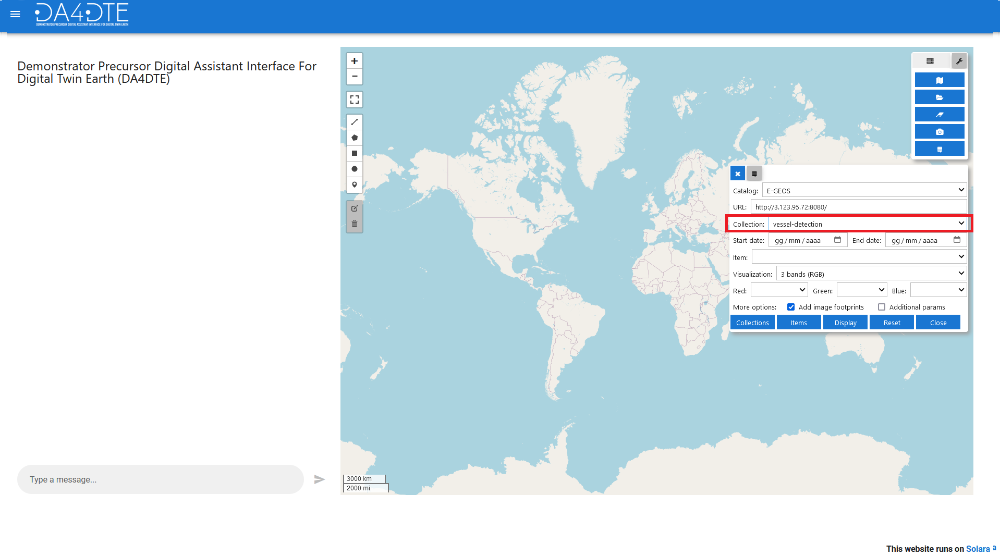 DA4DTE
DEMONSTRATOR PRECURSOR DIGITAL ASSISTANT INTERFACE FOR DIGITAL TWIN EARTH
Demonstrator Precursor Digital Assistant Interface For
Digital Twin Earth (DA4DTE)
+
−
Catalog: E-GEOS
URL: http://3.123.95.72:8080/
Collection: vessel-detection
Start date: gg/mm/aaaa End date: gg/mm/aaaa
Item:
Visualization: 3 bands (RGB)
Red: Green: Blue:
More options: Add image footprints Additional params
Collections Items Display Reset Close
Type a message...
3000 km
2000 mi
This website runs on Solara a